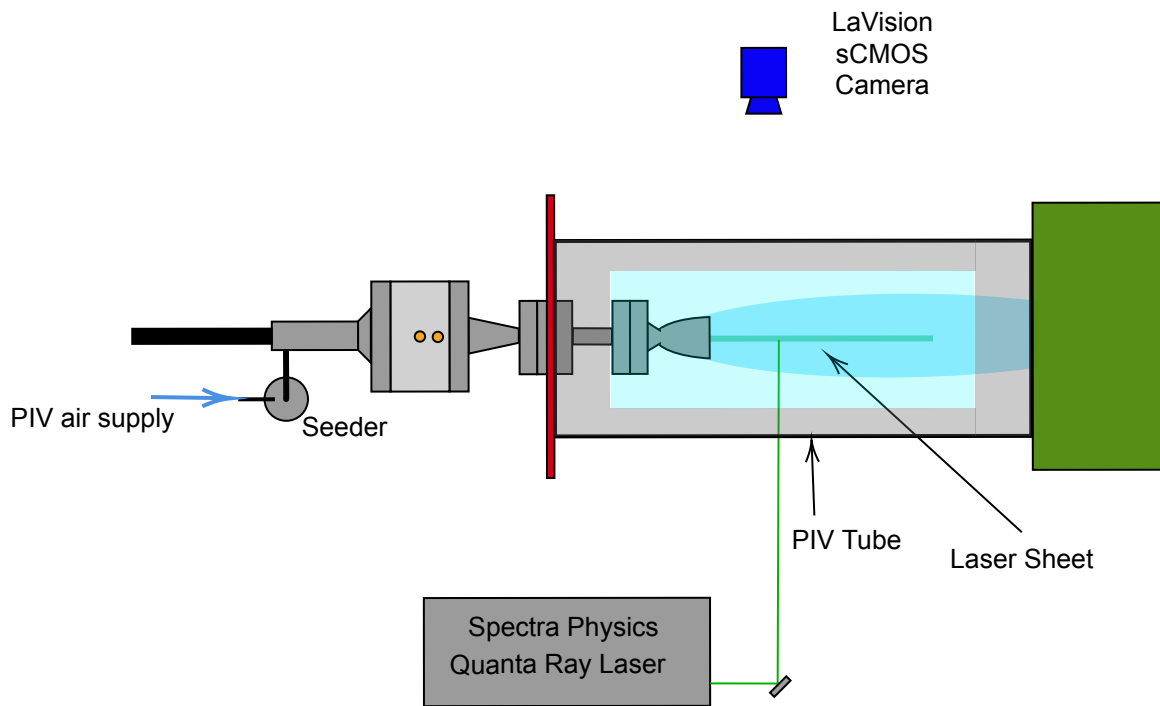 LaVision
sCMOS
Camera
PIV air supply
Seeder
PIV Tube
Laser Sheet
Spectra Physics
Quanta Ray Laser